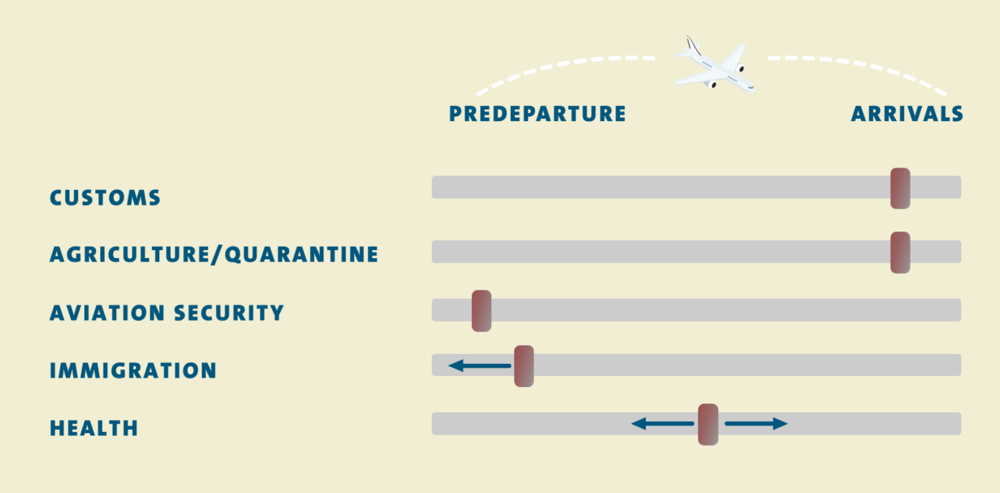 PREDEPARTURE
ARRIVALS
CUSTOMS
AGRICULTURE/QUARANTINE
AVIATION SECURITY
IMMIGRATION
HEALTH